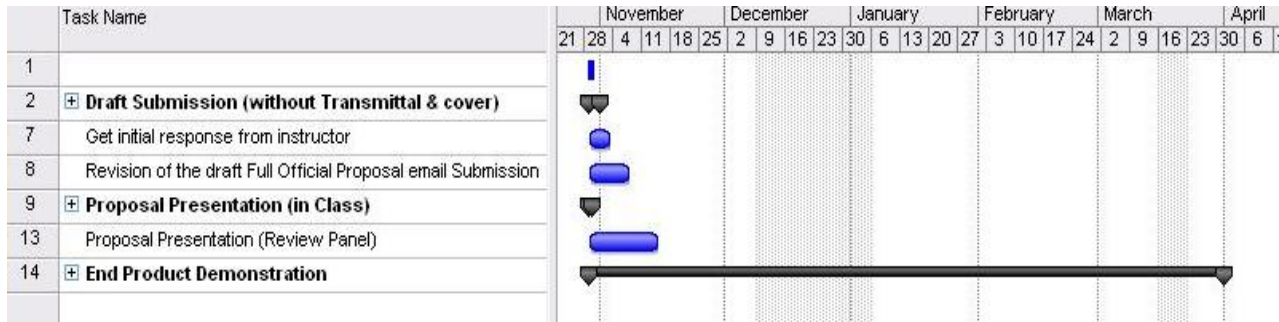 Task Name
November December January February March April
21 28 4 11 18 25 2 9 16 23 30 6 13 20 27 3 10 17 24 2 9 16 23 30 6
1
2 Draft Submission (without Transmittal & cover)
7 Get initial response from instructor
8 Revision of the draft Full Official Proposal email Submission
9 Proposal Presentation (in Class)
13 Proposal Presentation (Review Panel)
14 End Product Demonstration